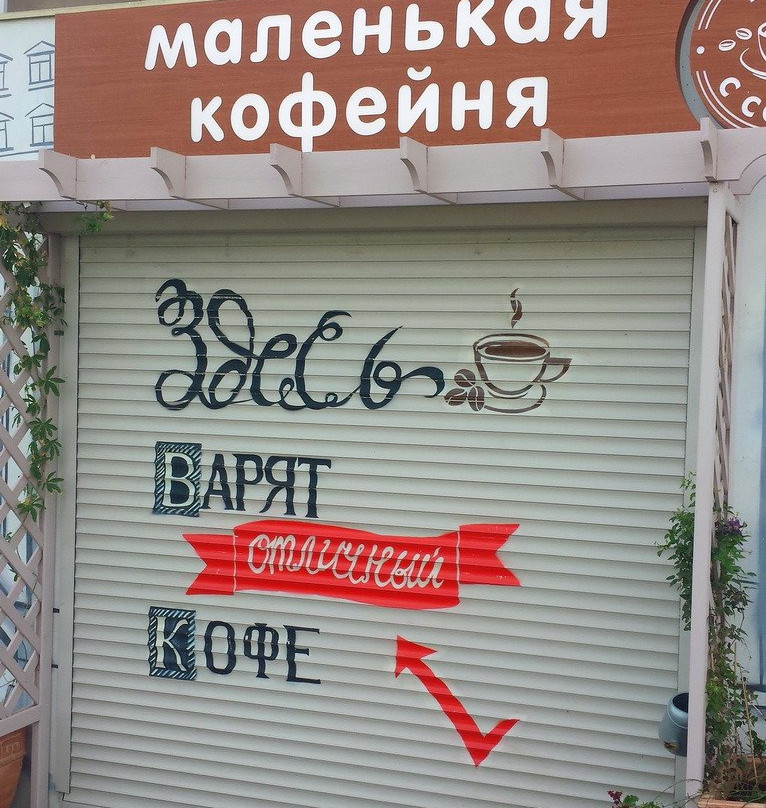 маленькая
кофейня
Здесь
ВАРЯТ
отличный
КОФЕ